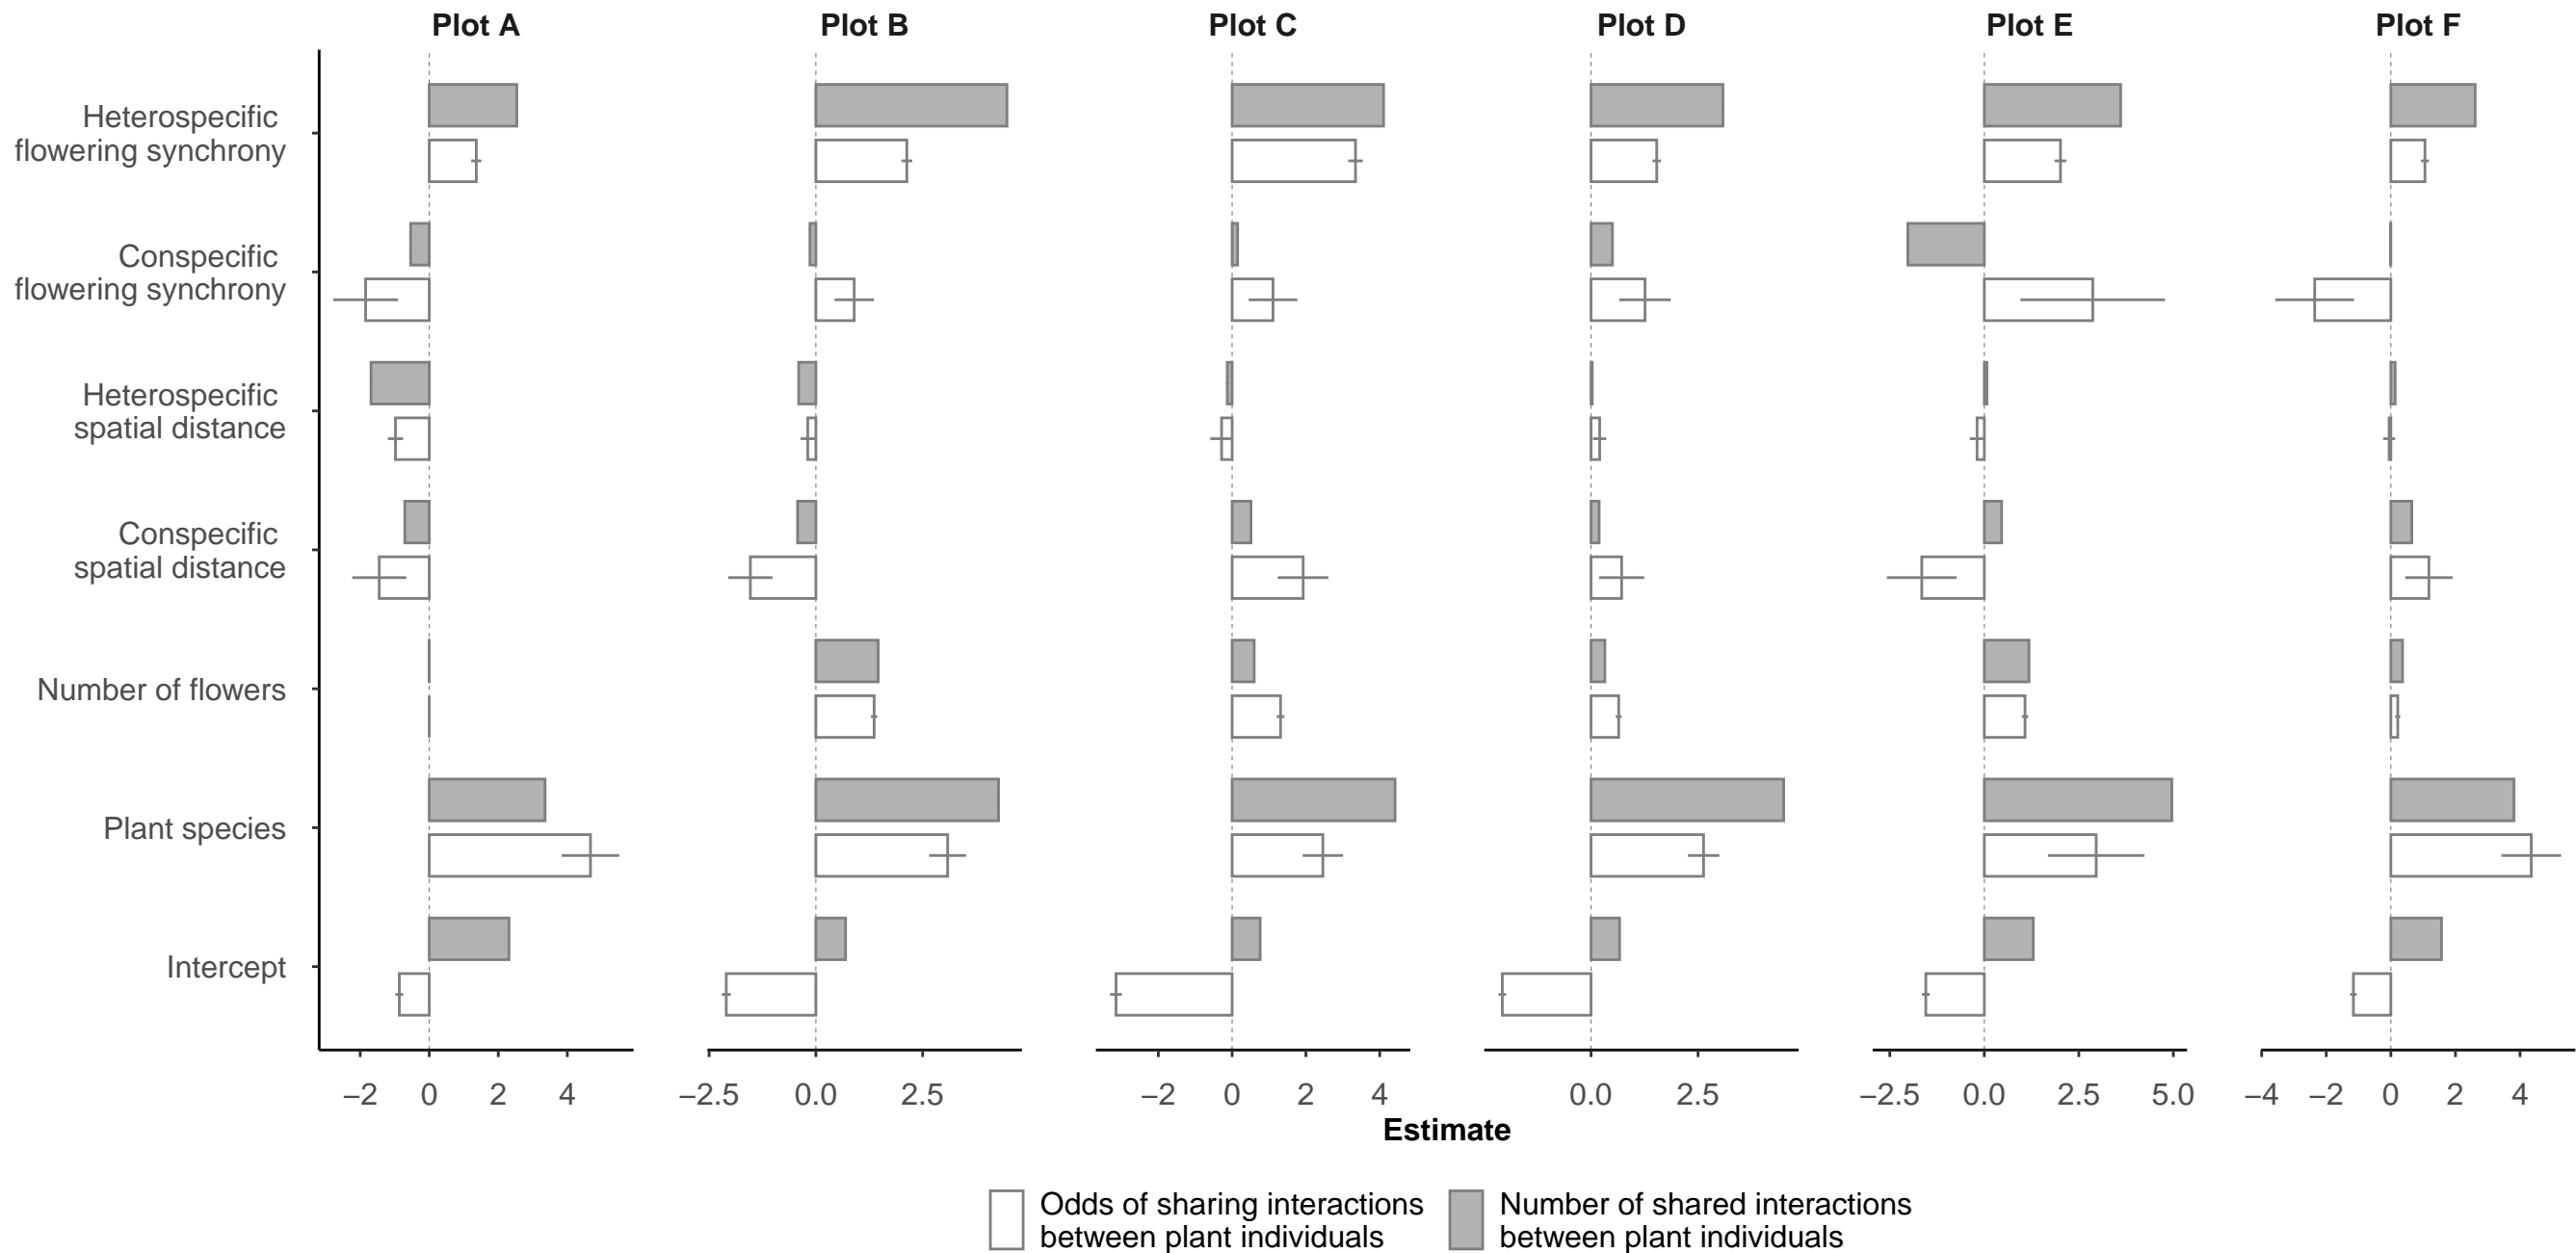 Plot A
Plot B
Plot C
Plot D
Plot E
Plot F
Heterospecific
flowering synchrony
Conspecific
flowering synchrony
Heterospecific
spatial distance
Conspecific
spatial distance
Number of flowers
Plant species
Intercept
−2 0 2 4
−2.5 0.0 2.5
−2 0 2 4
0.0 2.5
−2.5 0.0 2.5 5.0
−4 −2 0 2 4
Estimate
Odds of sharing interactions
between plant individuals
Number of shared interactions
between plant individuals